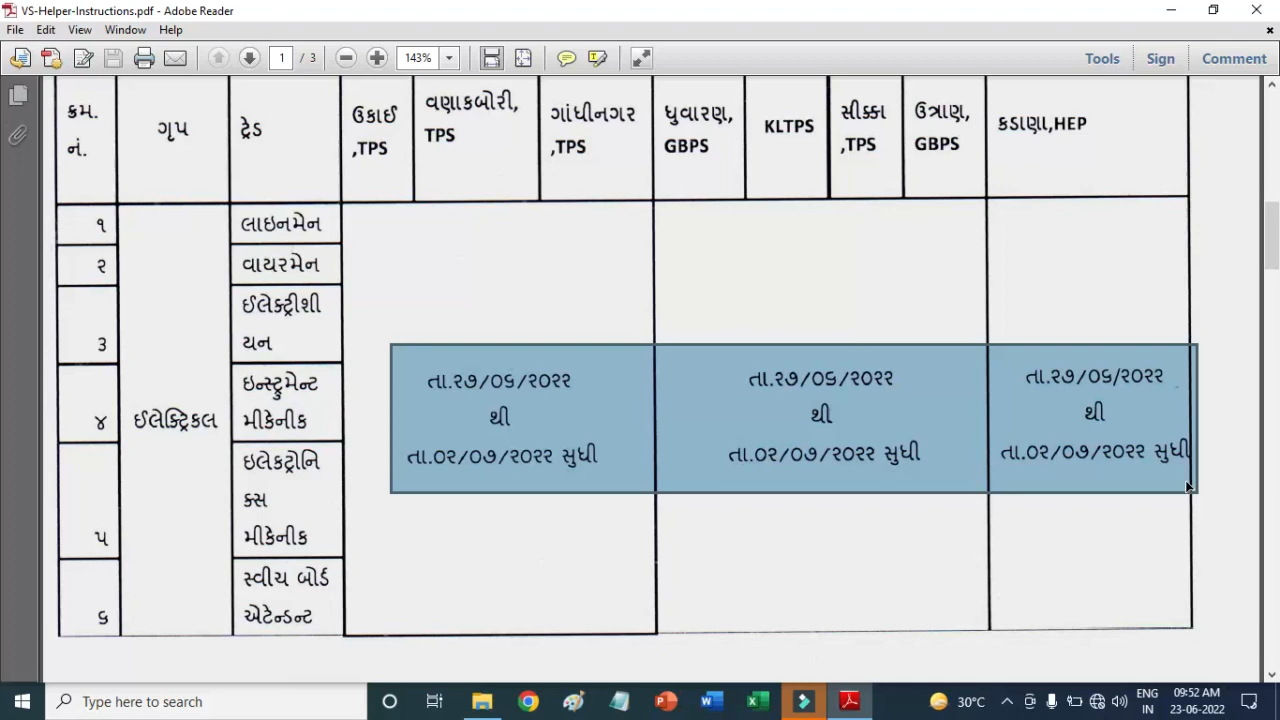 VS-Helper-Instructions.pdf - Adobe Reader
File Edit View Window Help
1 / 3 143% Tools Sign Comment
ક્રમ.
નં.
ગૃપ
ટ્રેડ
ઉકાઈ
,TPS
વણાકબોરી,
TPS
ગાંધીનગર
,TPS
ધુવારણ,
GBPS
KLTPS
સીક્કા
,TPS
ઉત્રાણ,
GBPS
કડાણા,HEP
૧
લાઇનમેન
૨
વાયરમેન
૩
ઈલેક્ટ્રીશી
યન
૪
ઇન્સ્ટ્રુમેન્ટ
મીકેનીક
૫
ઇલેકટ્રોનિ
ક્સ
મીકેનીક
૬
સ્વીચ બોર્ડ
એટેન્ડન્ટ
ઈલેક્ટ્રિકલ
તા.૨૭/૦૬/૨૦૨૨
થી
તા.૦૨/૦૭/૨૦૨૨ સુધી
તા.૨૭/૦૬/૨૦૨૨
થી
તા.૦૨/૦૭/૨૦૨૨ સુધી
તા.૨૭/૦૬/૨૦૨૨
થી
તા.૦૨/૦૭/૨૦૨૨ સુધી
Type here to search
30°C
ENG
IN
09:52 AM
23-06-2022